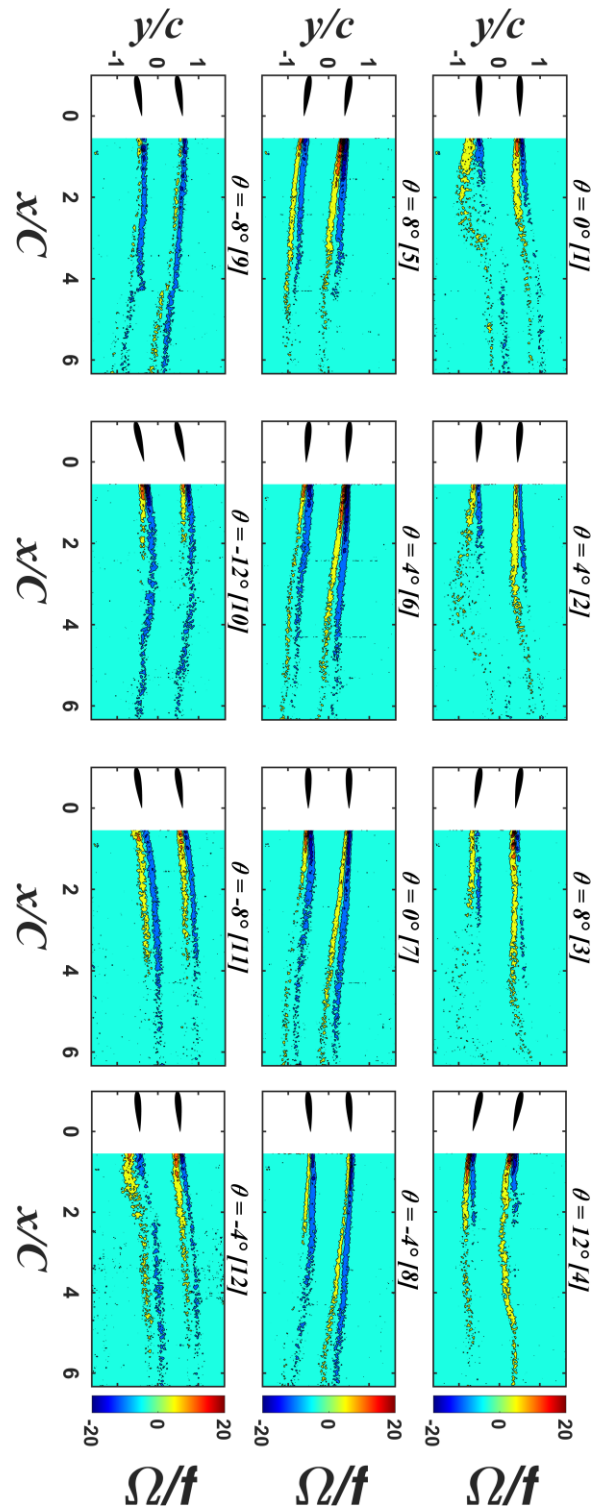 θ = 0° [1]
θ = 4° [2]
θ = 8° [3]
θ = 12° [4]
y/c
1
0
-1
20
0
-20
Ω/f
θ = 8° [5]
θ = 4° [6]
θ = 0° [7]
θ = -4° [8]
y/c
1
0
-1
20
0
-20
Ω/f
θ = -8° [9]
θ = -12° [10]
θ = -8° [11]
θ = -4° [12]
y/c
1
0
-1
20
0
-20
Ω/f
0 2 4 6
0 2 4 6
0 2 4 6
0 2 4 6
x/C
x/C
x/C
x/C